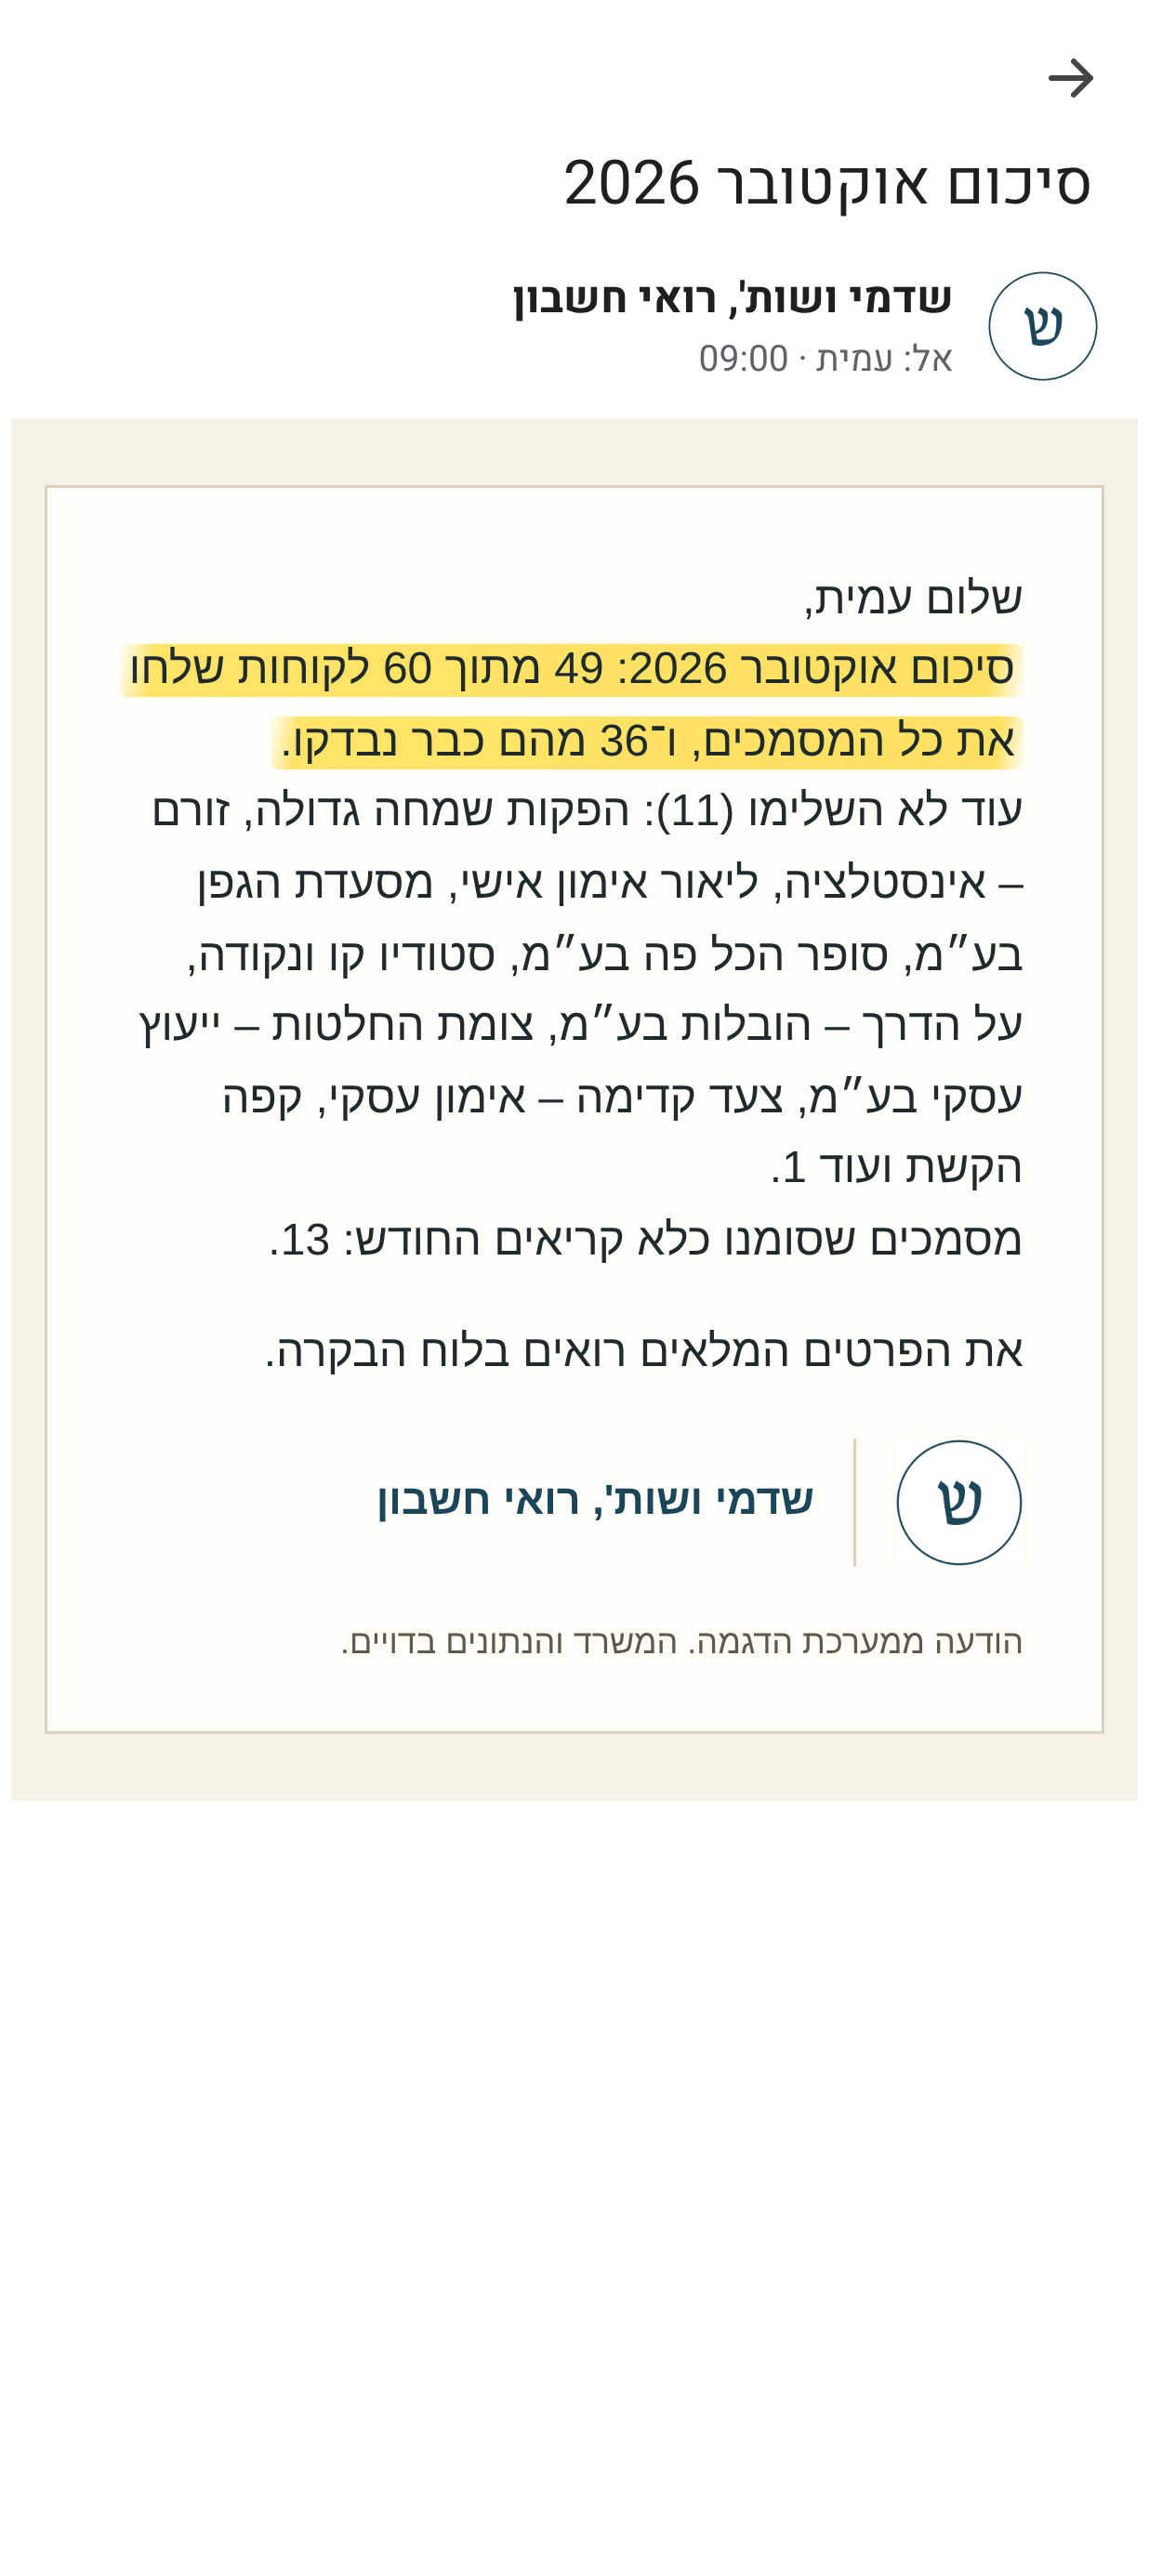 סיכום אוקטובר 2026
ש
שדמי ושות', רואי חשבון
אל: עמית · 09:00
שלום עמית,
סיכום אוקטובר 2026: 49 מתוך 60 לקוחות שלחו
את כל המסמכים, ו־36 מהם כבר נבדקו.
עוד לא השלימו (11): הפקות שמחה גדולה, זורם
– אינסטלציה, ליאור אימון אישי, מסעדת הגפן
בע״מ, סופר הכל פה בע״מ, סטודיו קו ונקודה,
על הדרך – הובלות בע״מ, צומת החלטות – ייעוץ
עסקי בע״מ, צעד קדימה – אימון עסקי, קפה
הקשת ועוד 1.
מסמכים שסומנו כלא קריאים החודש: 13.
את הפרטים המלאים רואים בלוח הבקרה.
ש
שדמי ושות', רואי חשבון
הודעה ממערכת הדגמה. המשרד והנתונים בדויים.